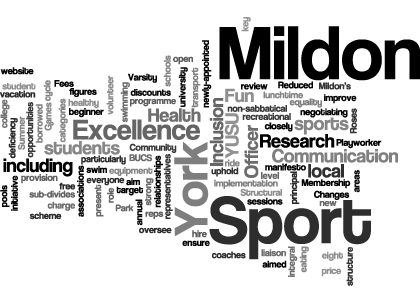 key
Mildon
open
Varsity
schools
website
student
Fees
cycle
vacation
Games
figures
healthy
volunteer
swimming
discounts
university
transport
newly-appointed
review
Reduced
Mildon's
college
deficiency
Summer
opportunities
borrowed
categories
beginner
programme
Health
Fun
lunchtime
improve
equality
non-sabbatical
negotiating
recreational
Excellence
Inclusion
YUSU
closely
sports
Roses
students
Community
Officer
Research
Playworker
including
particularly
BUCS
representatives
York
ride
Communication
provision
swim
equipment
relationships
uphold
level
manifesto
local
areas
pools
initiative
free
everyone
aim
strong
implementation
principal
Membership
sub-divides
associations
present
role
target
annual
Structural
sessions
Changes
charge
Park
reps
Sport
new
scheme
oversee
hire
ensure
coaches
liaison
aimed
integral
eating
eight
price
structure